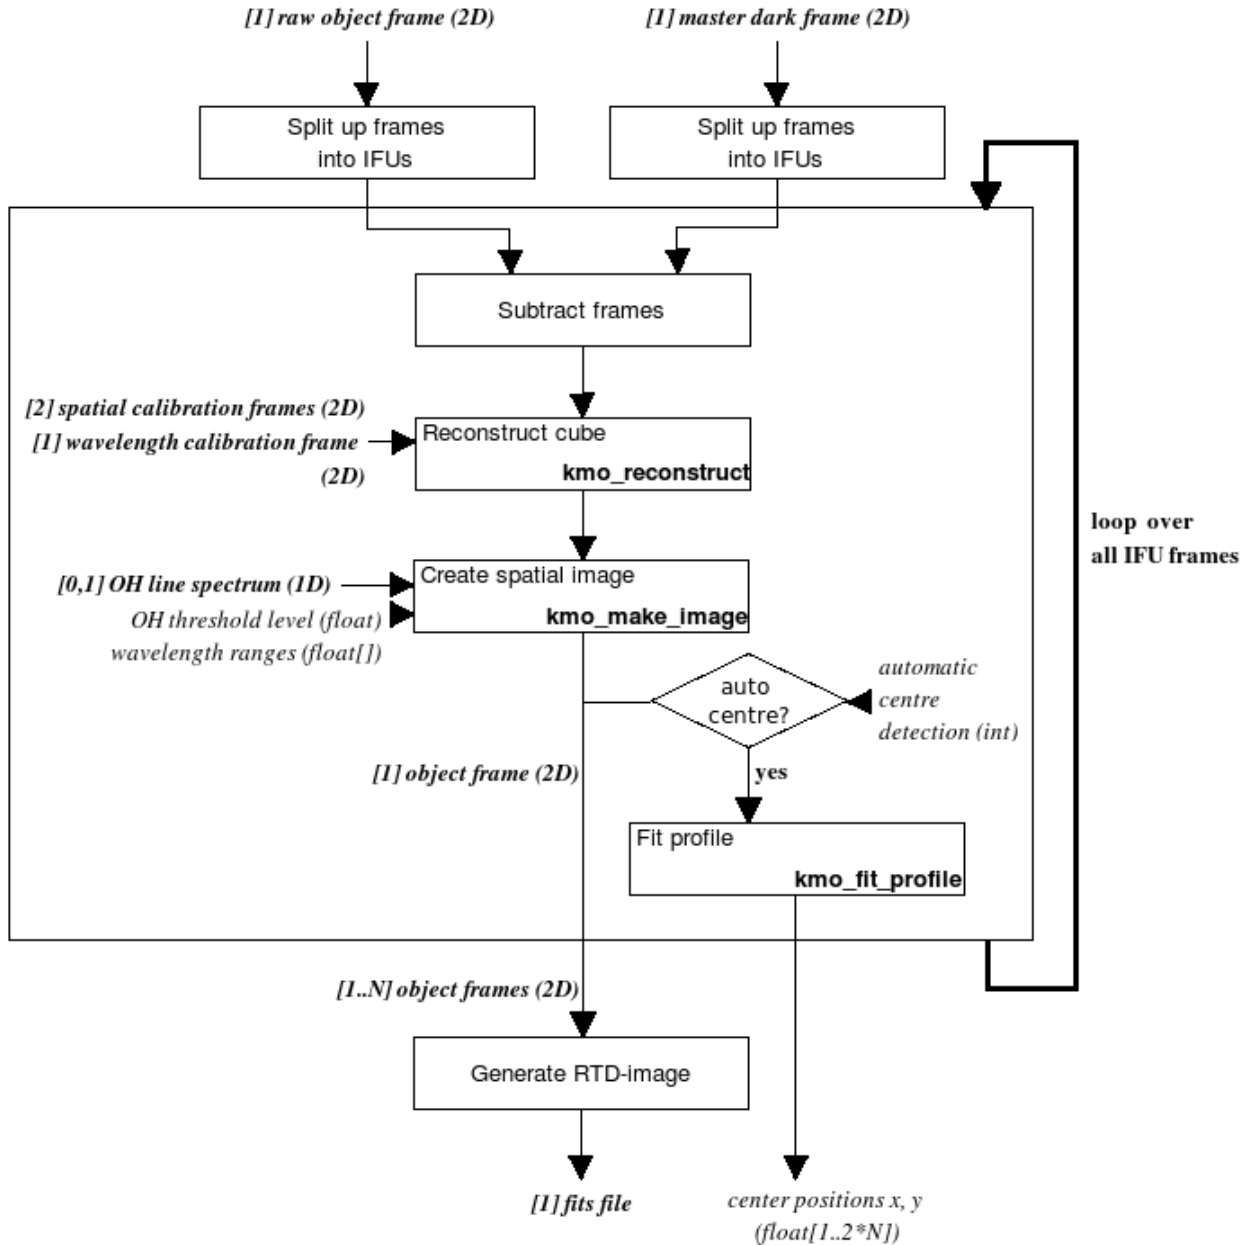 [1] raw object frame (2D)
[1] master dark frame (2D)
Split up frames
into IFUs
Split up frames
into IFUs
Subtract frames
[2] spatial calibration frames (2D)
[1] wavelength calibration frame
(2D)
Reconstruct cube
kmo_reconstruct
loop over
all IFU frames
[0,1] OH line spectrum (1D)
OH threshold level (float)
wavelength ranges (float[])
Create spatial image
kmo_make_image
auto
centre?
automatic
centre
detection (int)
[1] object frame (2D)
yes
Fit profile
kmo_fit_profile
[1..N] object frames (2D)
Generate RTD-image
[1] fits file
center positions x, y
(float[1..2*N])